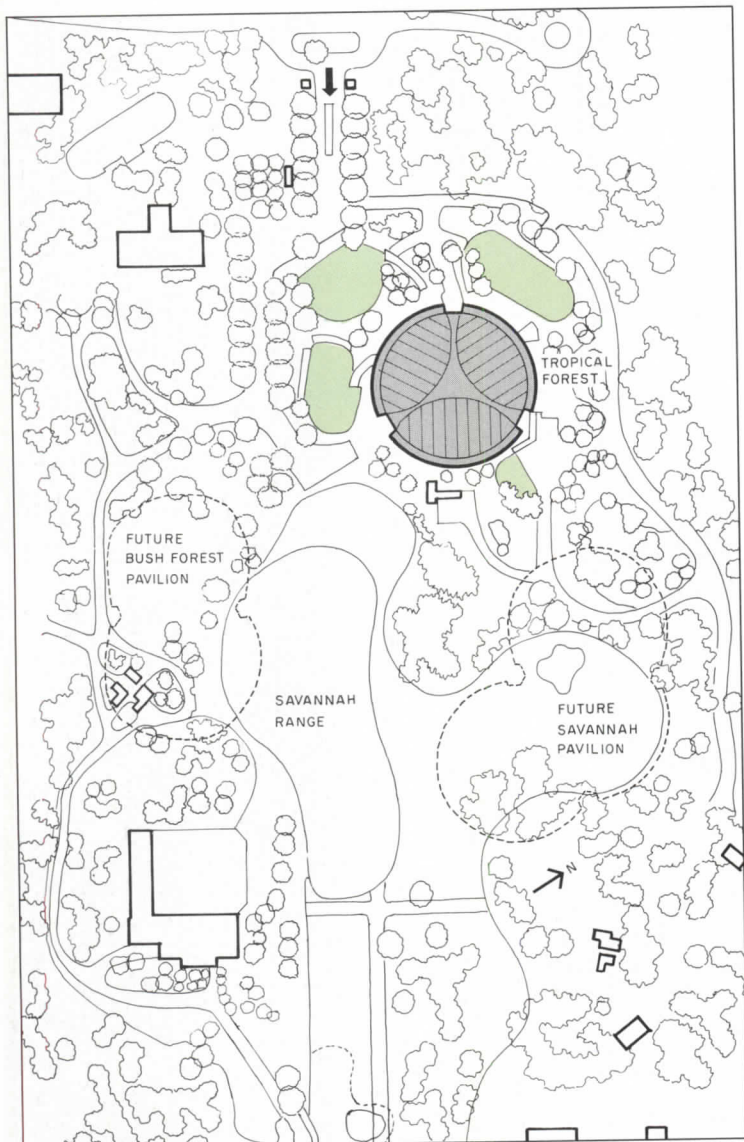 TROPICAL
FOREST
FUTURE
BUSH FOREST
PAVILION
SAVANNAH
RANGE
FUTURE
SAVANNAH
PAVILION
N